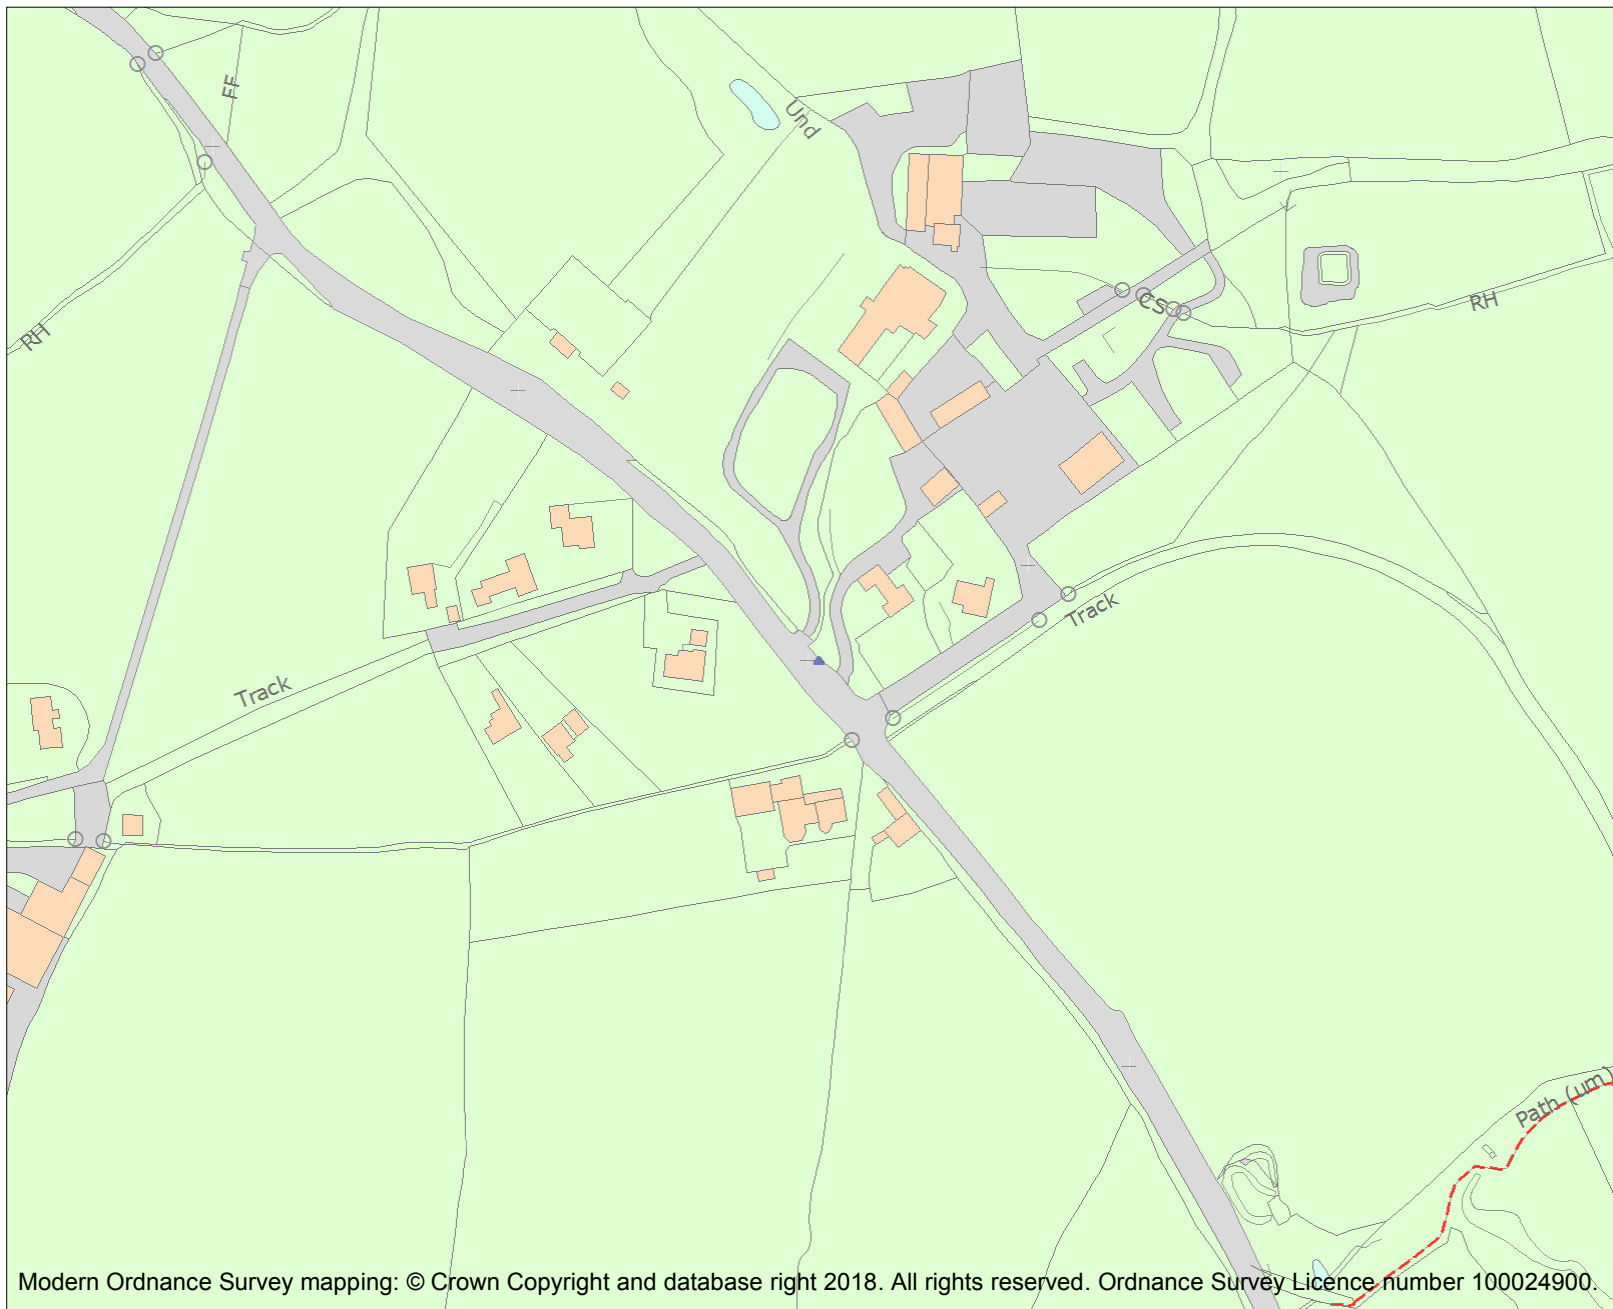 FF
Und
RH
CS
RH
Track
Track
Path (um)
Modern Ordnance Survey mapping: © Crown Copyright and database right 2018. All rights reserved. Ordnance Survey Licence number 100024900.